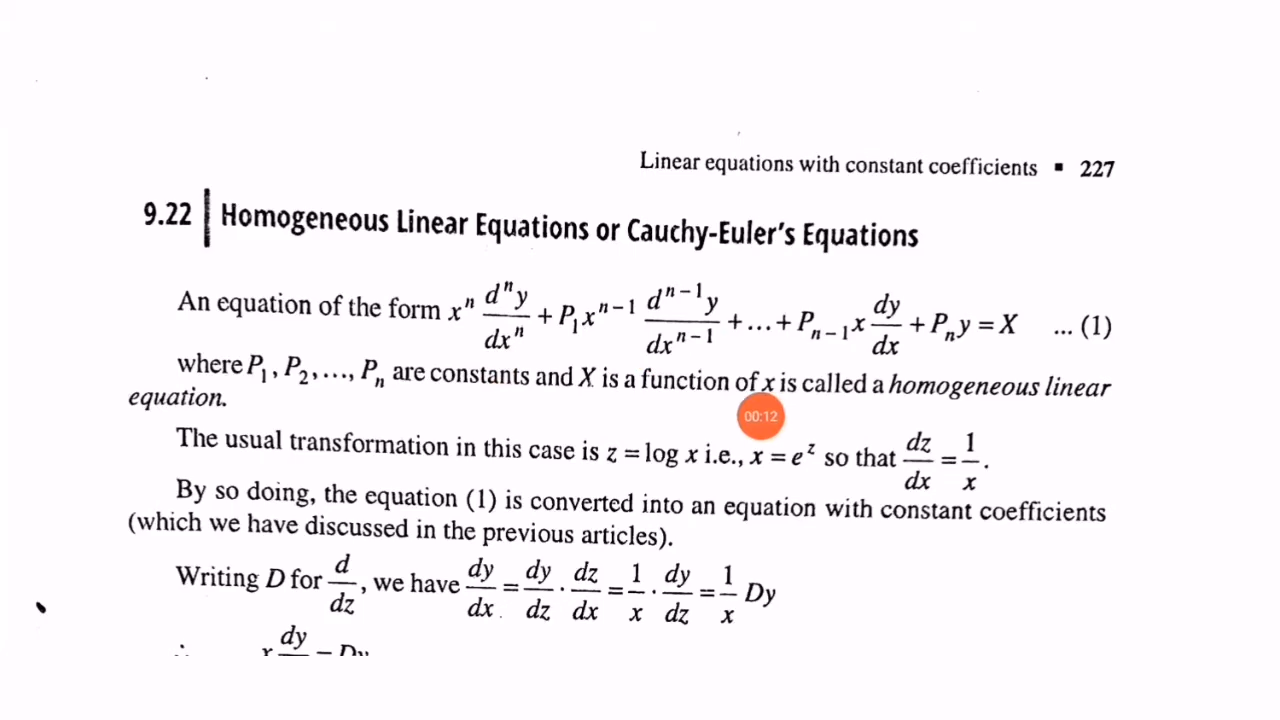 Linear equations with constant coefficients ▪ 227
9.22 Homogeneous Linear Equations or Cauchy-Euler's Equations
An equation of the form xⁿ dⁿy/dxⁿ + P₁xⁿ⁻¹ dⁿ⁻¹y/dxⁿ⁻¹ + ... + Pₙ₋₁x dy/dx + Pₙy = X ... (1)
where P₁, P₂, ..., Pₙ are constants and X is a function of x is called a homogeneous linear
equation.
00:12
The usual transformation in this case is z = log x i.e., x = eᶻ so that dz/dx = 1/x.
By so doing, the equation (1) is converted into an equation with constant coefficients
(which we have discussed in the previous articles).
Writing D for d/dz, we have dy/dx = dy/dz · dz/dx = 1/x · dy/dz = 1/x Dy
∴ x dy/ = Dy